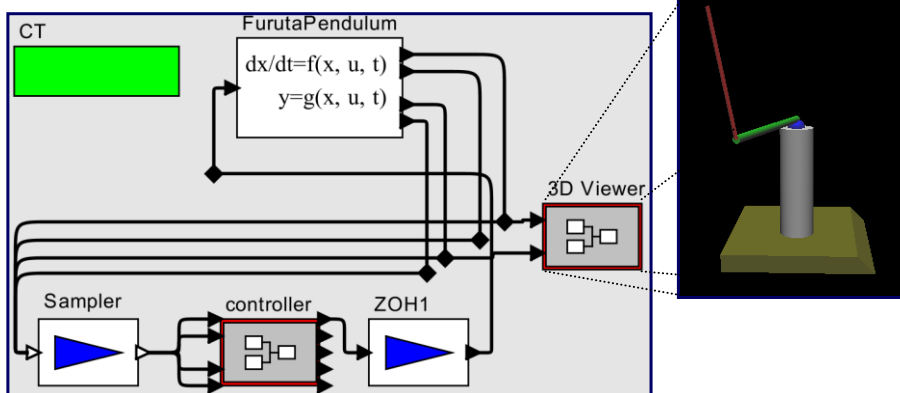 CT
FurutaPendulum
dx/dt=f(x, u, t)
y=g(x, u, t)
3D Viewer
Sampler
controller
ZOH1